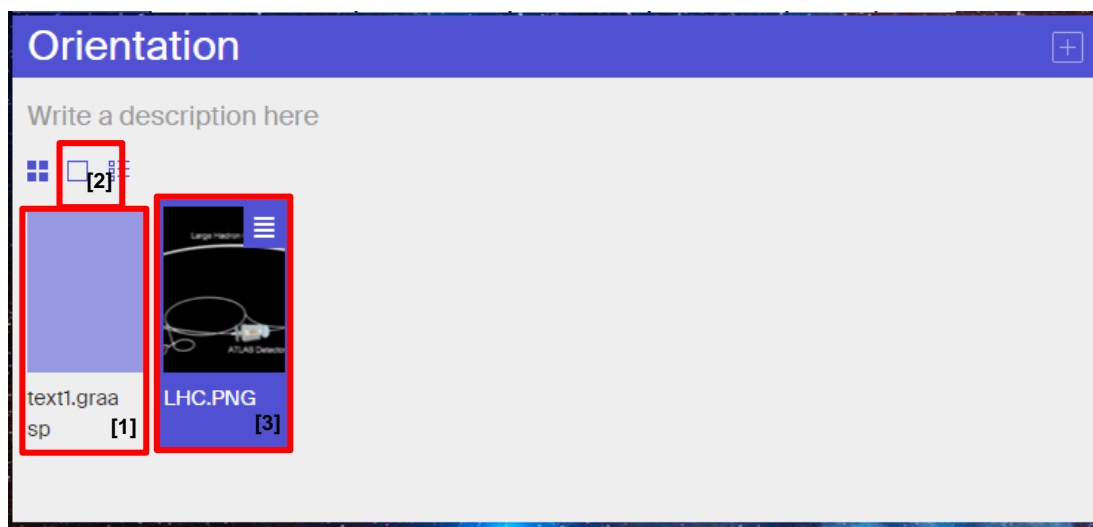 Orientation
Write a description here
[2]
Large Hadron
ATLAS Detector
text1.graa
sp
[1]
LHC.PNG
[3]